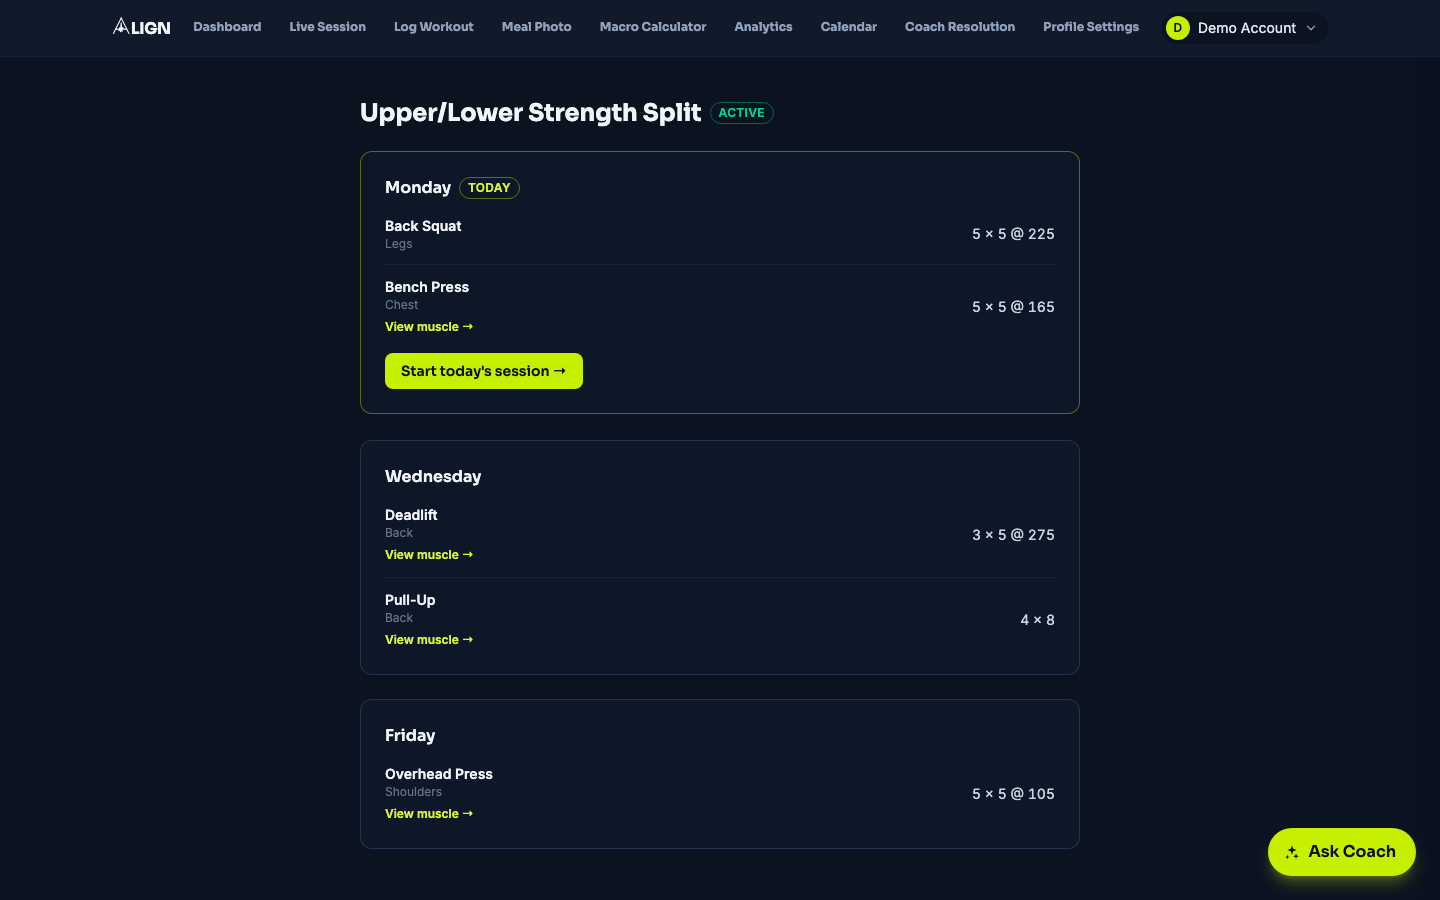 ALIGN
Dashboard
Live Session
Log Workout
Meal Photo
Macro Calculator
Analytics
Calendar
Coach Resolution
Profile Settings
D
Demo Account
Upper/Lower Strength Split
ACTIVE
Monday
TODAY
Back Squat
Legs
5 × 5 @ 225
Bench Press
Chest
View muscle →
5 × 5 @ 165
Start today's session →
Wednesday
Deadlift
Back
View muscle →
3 × 5 @ 275
Pull-Up
Back
View muscle →
4 × 8
Friday
Overhead Press
Shoulders
View muscle →
5 × 5 @ 105
Ask Coach